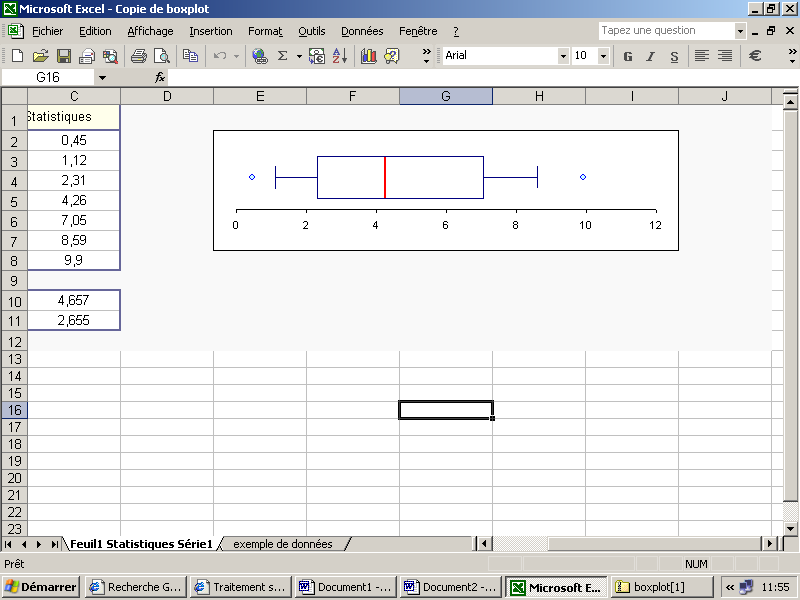 Microsoft Excel - Copie de boxplot
Fichier Edition Affichage Insertion Format Outils Données Fenêtre ? Tapez une question
Arial 10 G I S €
G16 fx
C D E F G H I J
1 Statistiques
2 0,45
3 1,12
4 2,31
5 4,26
6 7,05
7 8,59
8 9,9
0 2 4 6 8 10 12
9
10 4,657
11 2,655
12
13
14
15
16
17
18
19
20
21
22
23
Feuil1 Statistiques Série1 exemple de données
Prêt NUM
Démarrer Recherche G... Traitement s... Document1 - ... Document2 - ... Microsoft E... boxplot[1] « 11:55